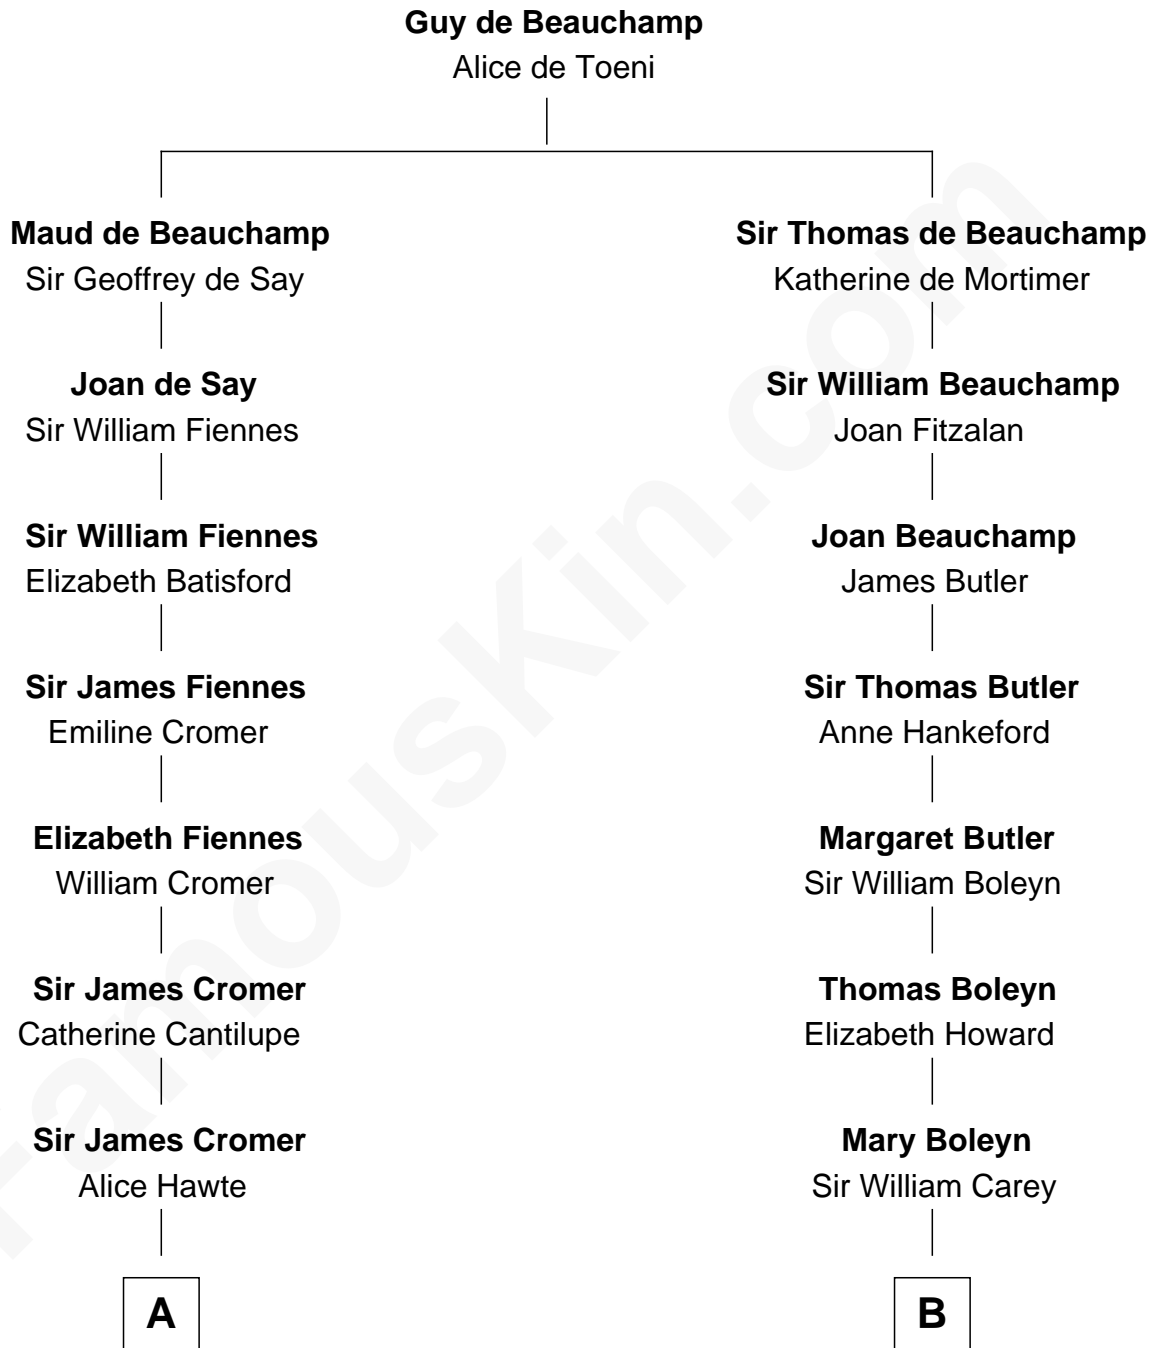 Guy de Beauchamp
Alice de Toeni
Maud de Beauchamp
Sir Geoffrey de Say
Sir Thomas de Beauchamp
Katherine de Mortimer
Joan de Say
Sir William Fiennes
Sir William Beauchamp
Joan Fitzalan
Sir William Fiennes
Elizabeth Batisford
Joan Beauchamp
James Butler
Sir James Fiennes
Emiline Cromer
Sir Thomas Butler
Anne Hankeford
Elizabeth Fiennes
William Cromer
Margaret Butler
Sir William Boleyn
Sir James Cromer
Catherine Cantilupe
Thomas Boleyn
Elizabeth Howard
Sir James Cromer
Alice Hawte
Mary Boleyn
Sir William Carey
A
B
FamousKin.com